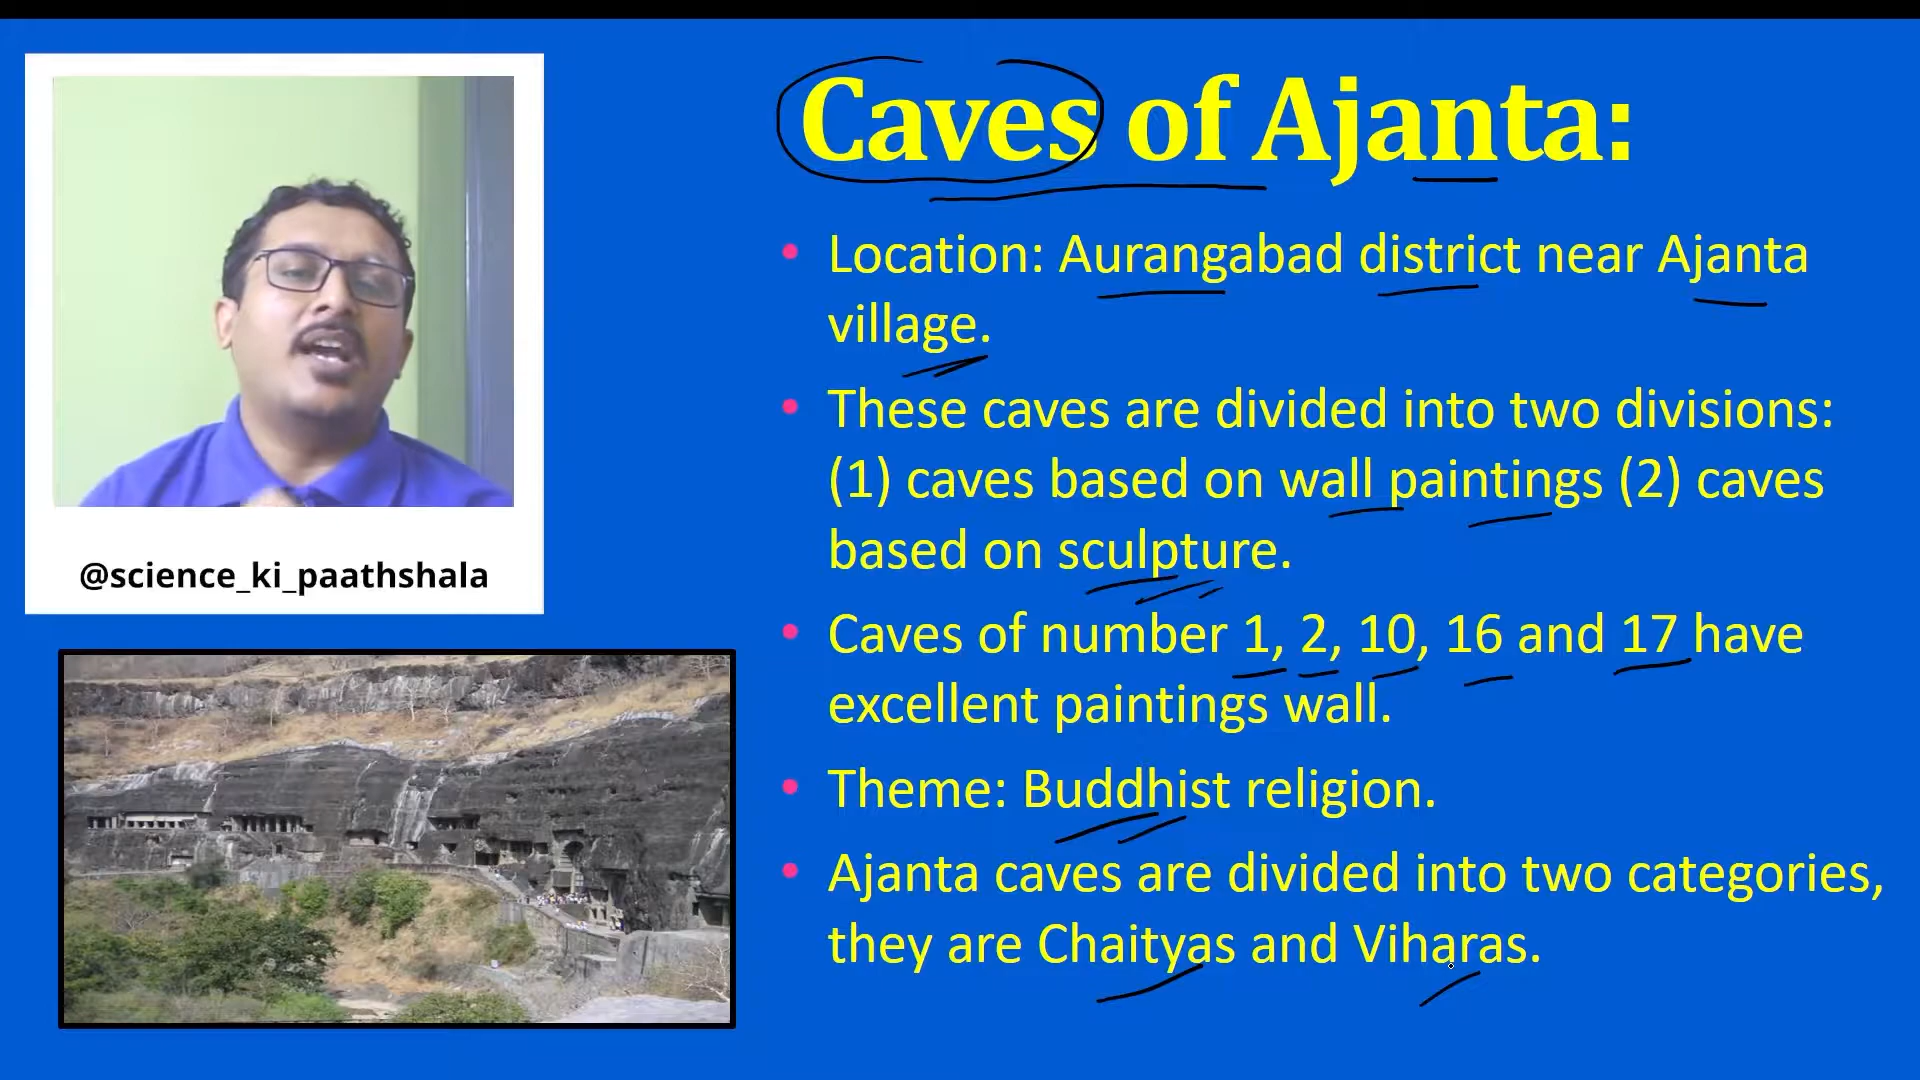 @science_ki_paathshala
Caves of Ajanta:
• Location: Aurangabad district near Ajanta
village.
• These caves are divided into two divisions:
(1) caves based on wall paintings (2) caves
based on sculpture.
• Caves of number 1, 2, 10, 16 and 17 have
excellent paintings wall.
• Theme: Buddhist religion.
• Ajanta caves are divided into two categories,
they are Chaityas and Viharas.